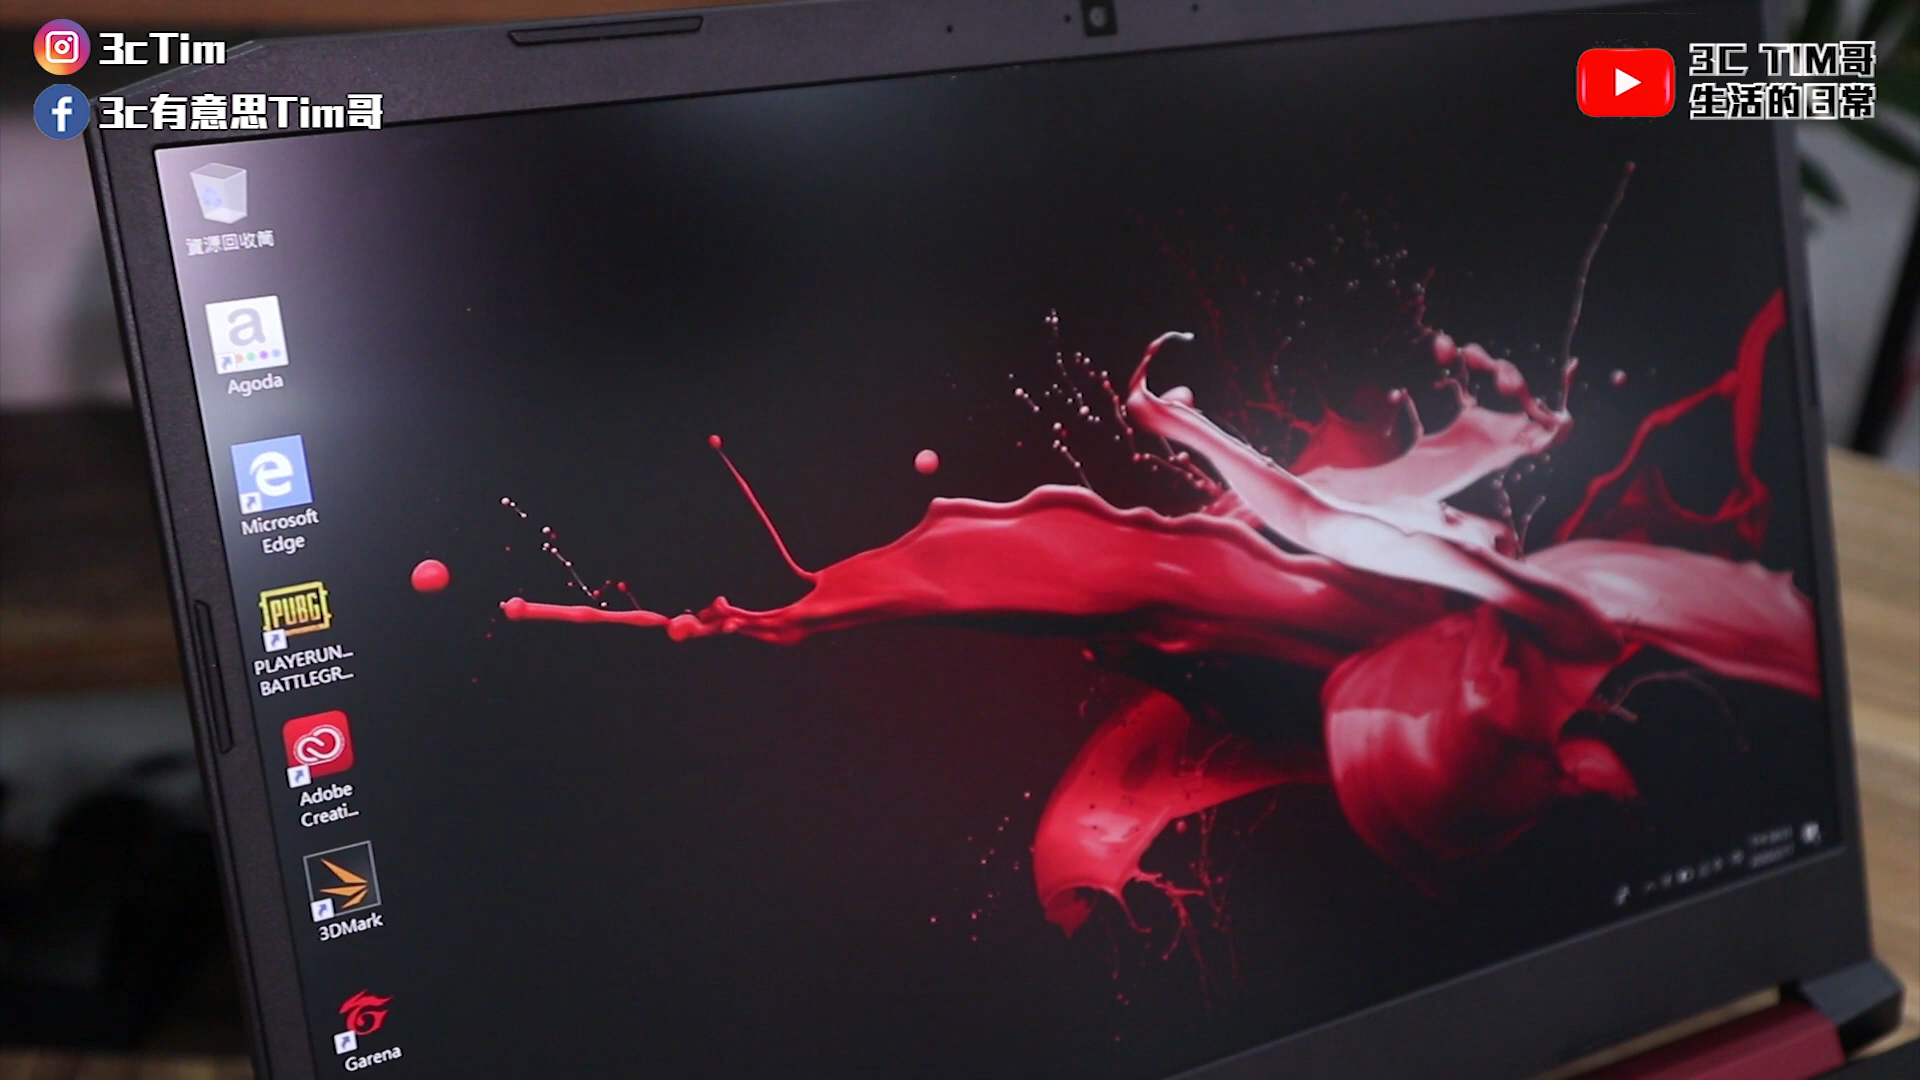 3cTim
3c有意思Tim哥
3C TIM哥
生活的日常
資源回收筒
a
Agoda
Microsoft
Edge
PUBG
PLAYERUN...
BATTLEGR...
Adobe
Creati...
3DMark
Garena